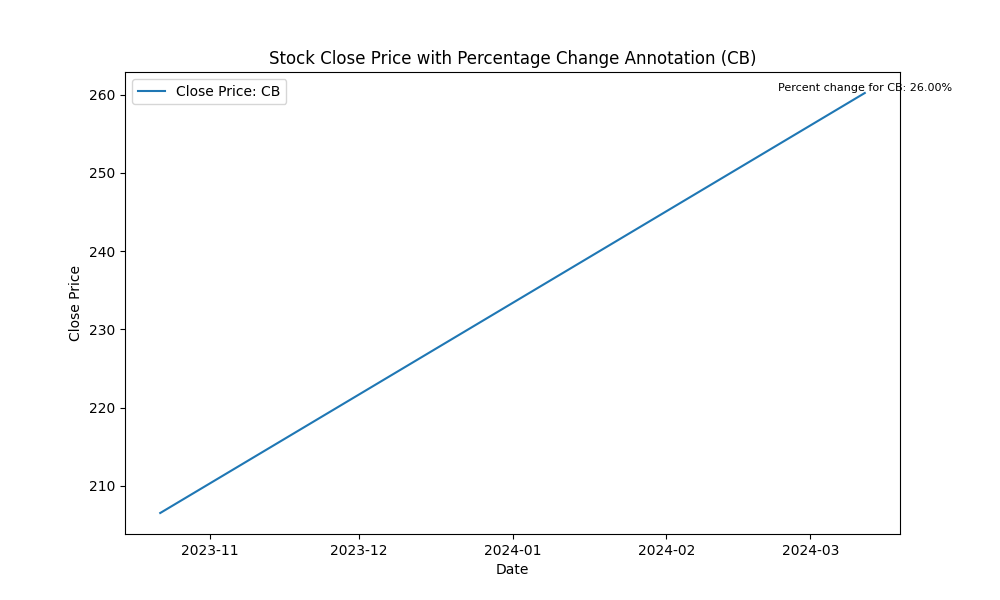 Stock Close Price with Percentage Change Annotation (CB)
Close Price: CB
Percent change for CB: 26.00%
Close Price
260
250
240
230
220
210
2023-11
2023-12
2024-01
2024-02
2024-03
Date